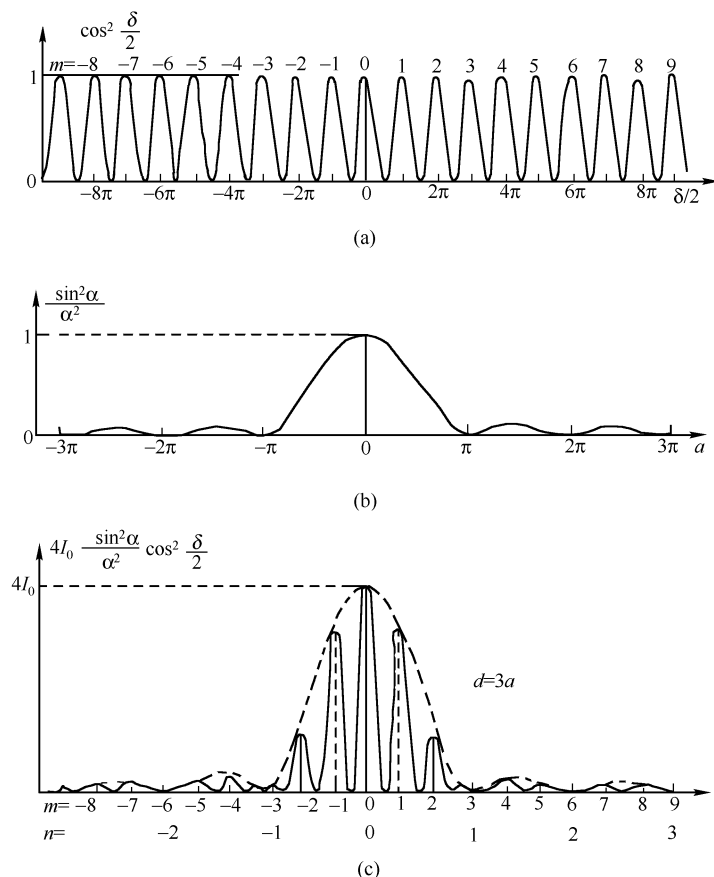 cos² δ/2
m=−8 −7 −6 −5 −4 −3 −2 −1 0 1 2 3 4 5 6 7 8 9
1
0
−8π −6π −4π −2π 0 2π 4π 6π 8π δ/2
(a)
sin²α/α²
1
0
−3π −2π −π 0 π 2π 3π a
(b)
4I₀ sin²α/α² cos² δ/2
4I₀
d=3a
m= −8 −7 −6 −5 −4 −3 −2 −1 0 1 2 3 4 5 6 7 8 9
n= −2 −1 0 1 2 3
(c)